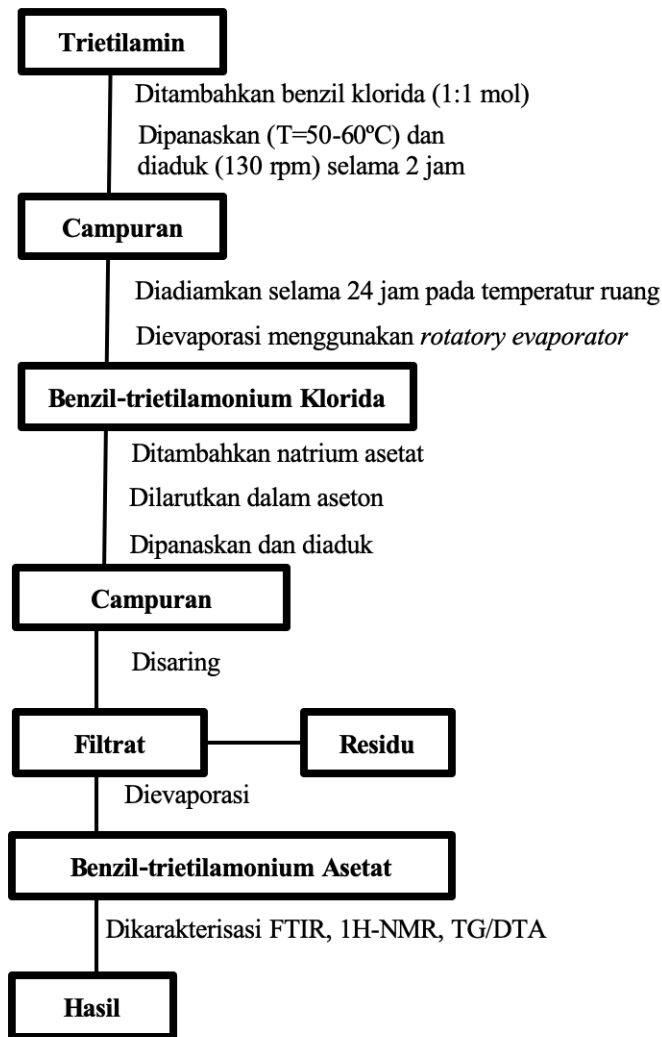 Trietilamin
Ditambahkan benzil klorida (1:1 mol)
Dipanaskan (T=50-60ºC) dan
diaduk (130 rpm) selama 2 jam
Campuran
Diadiamkan selama 24 jam pada temperatur ruang
Dievaporasi menggunakan rotatory evaporator
Benzil-trietilamonium Klorida
Ditambahkan natrium asetat
Dilarutkan dalam aseton
Dipanaskan dan diaduk
Campuran
Disaring
Filtrat
Residu
Dievaporasi
Benzil-trietilamonium Asetat
Dikarakterisasi FTIR, 1H-NMR, TG/DTA
Hasil